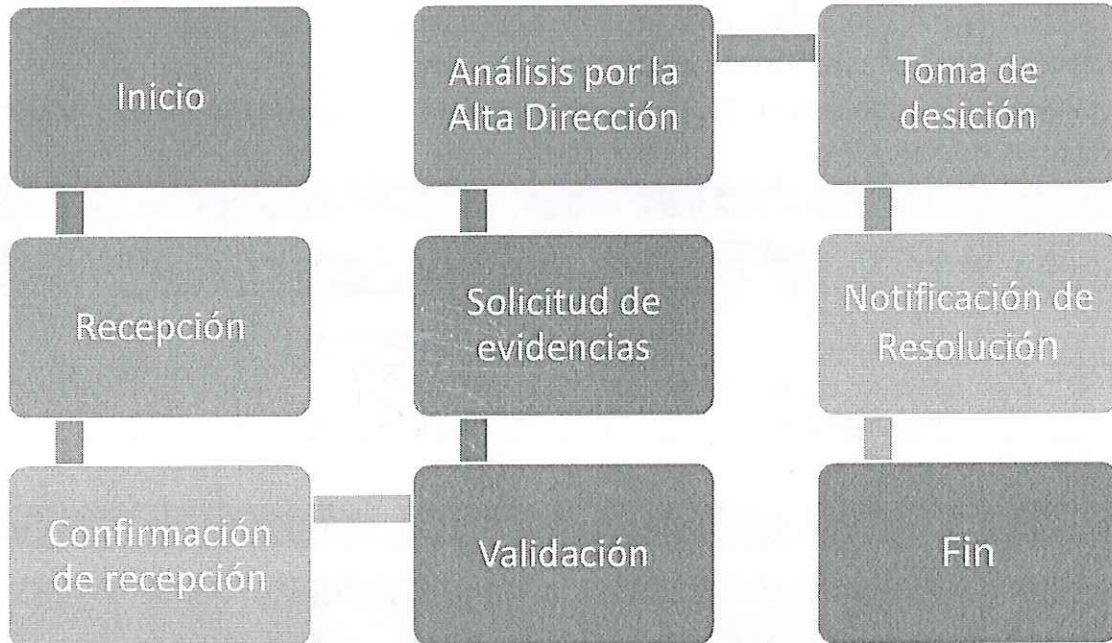 Inicio
Recepción
Confirmación
de recepción
Validación
Solicitud de
evidencias
Análisis por la
Alta Dirección
Toma de
desición
Notificación de
Resolución
Fin